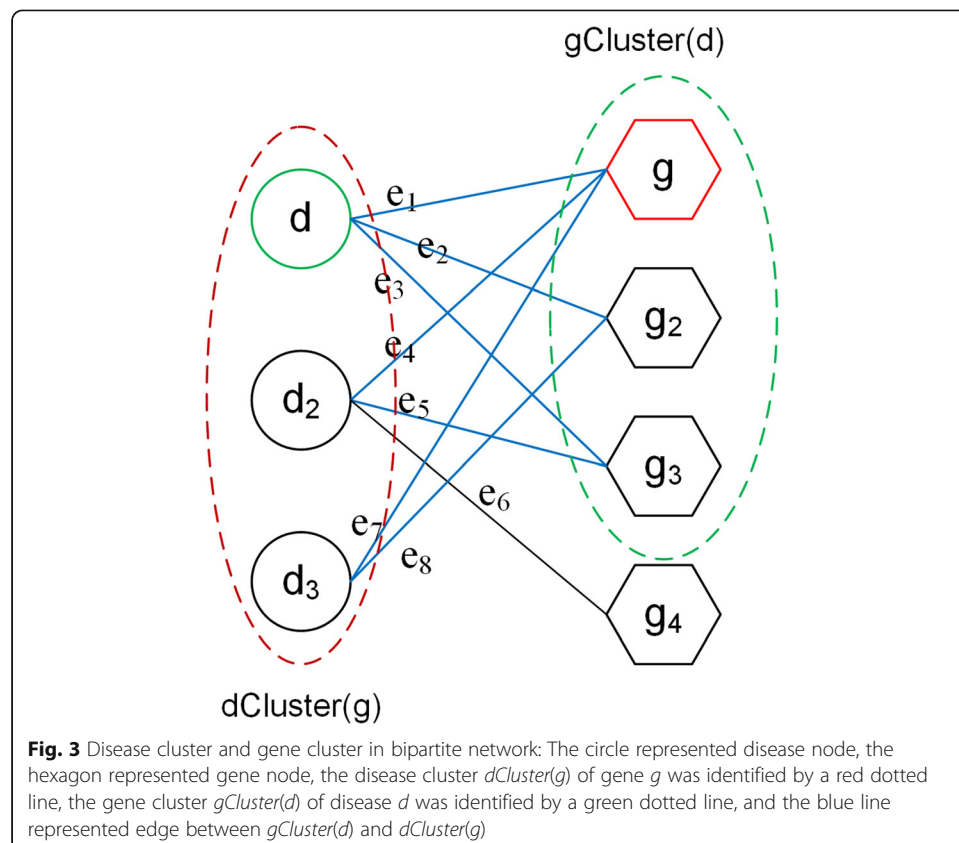 gCluster(d)
d
e1
g
e2
e3
g2
e4
d2
e5
g3
e6
e7
e8
d3
g4
dCluster(g)
Fig. 3 Disease cluster and gene cluster in bipartite network: The circle represented disease node, the
hexagon represented gene node, the disease cluster dCluster(g) of gene g was identified by a red dotted
line, the gene cluster gCluster(d) of disease d was identified by a green dotted line, and the blue line
represented edge between gCluster(d) and dCluster(g)